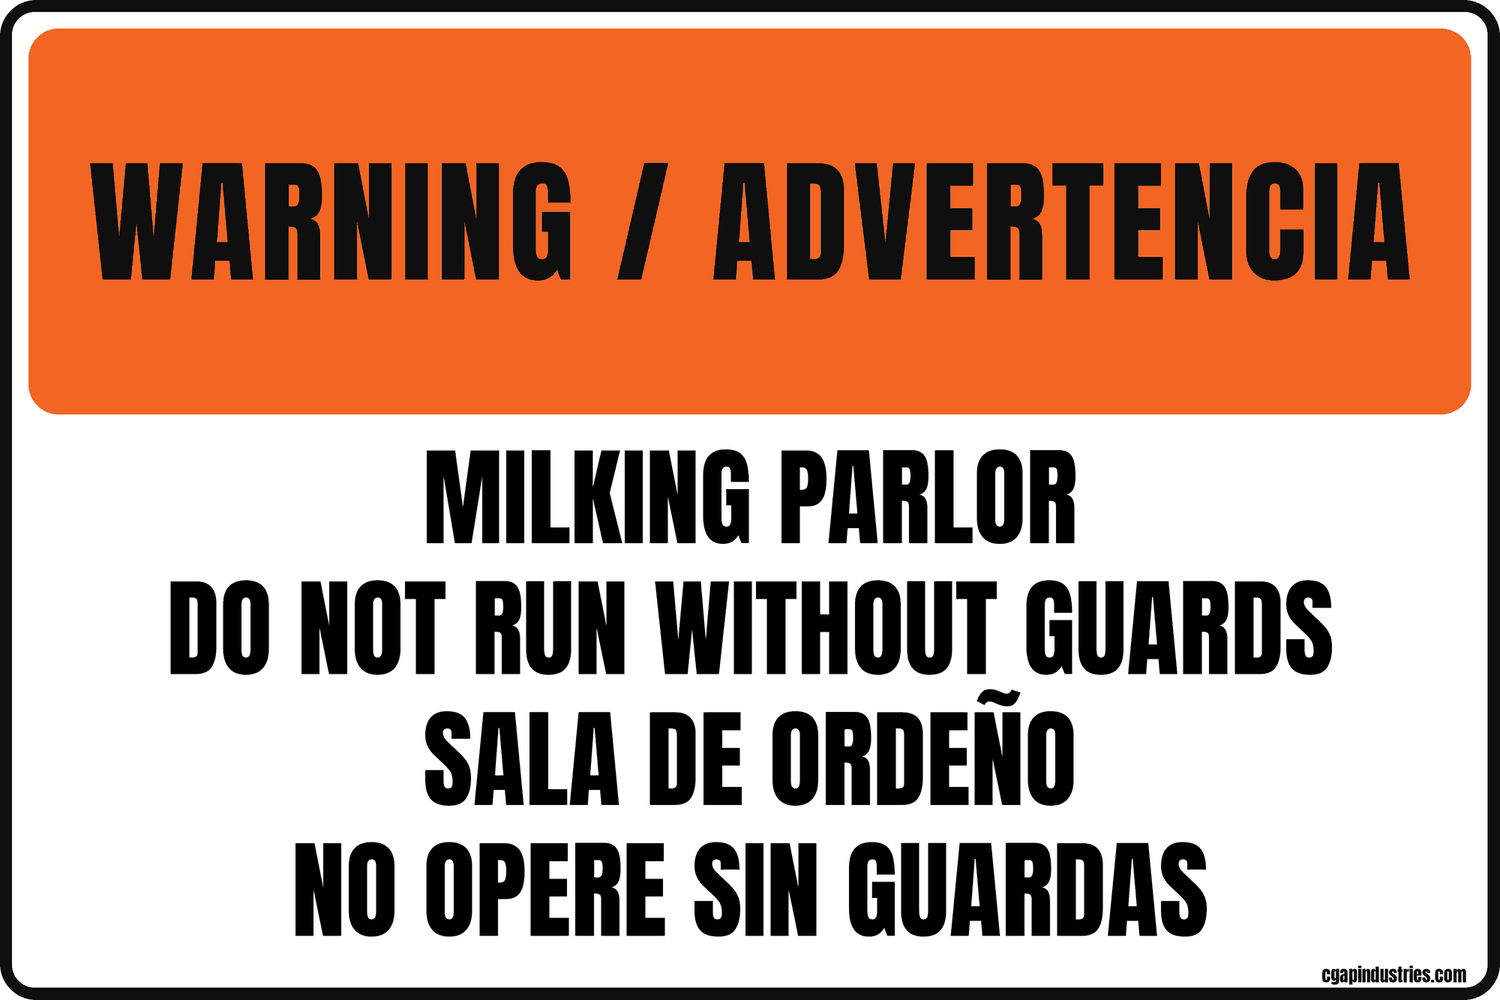 WARNING / ADVERTENCIA
MILKING PARLOR
DO NOT RUN WITHOUT GUARDS
SALA DE ORDEÑO
NO OPERE SIN GUARDAS
cgapindustries.com